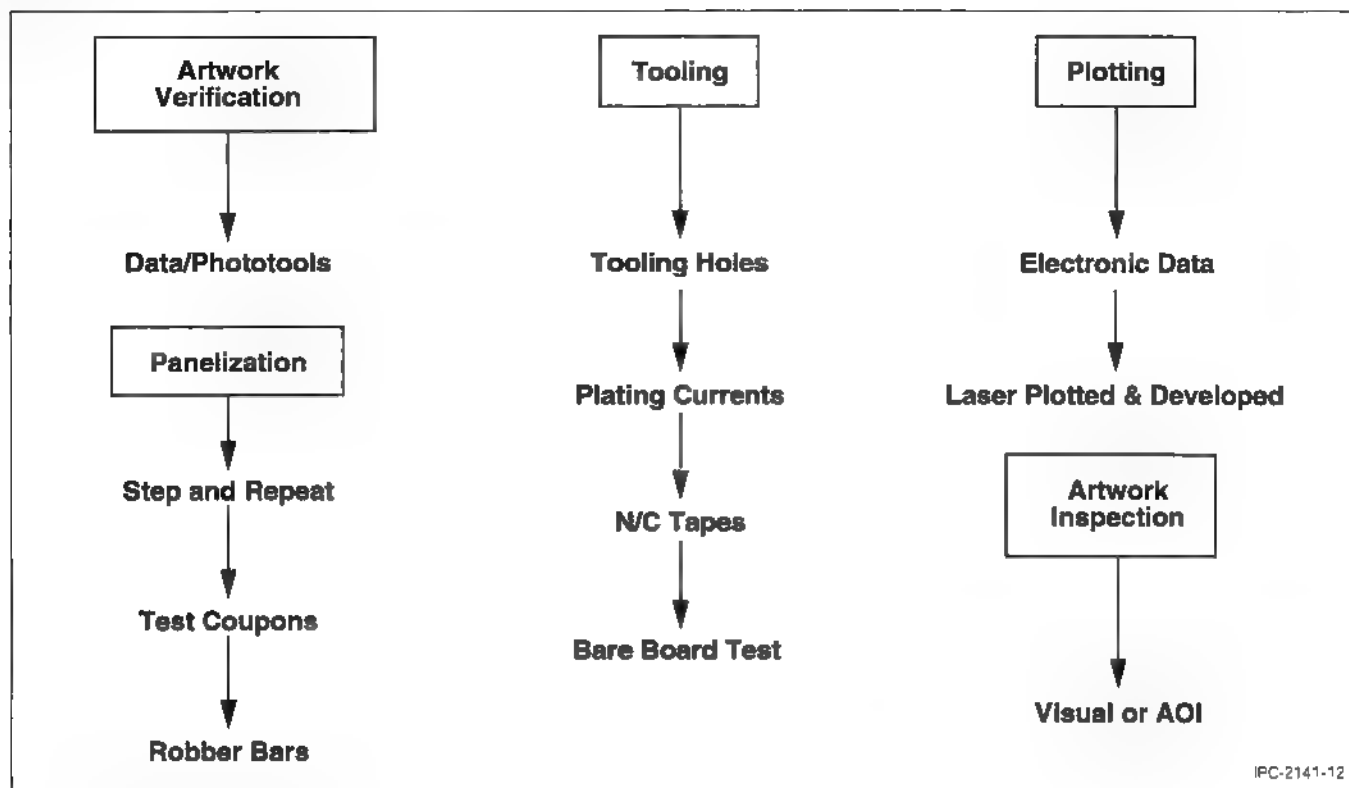 Artwork
Verification
Data/Phototools
Panelization
Step and Repeat
Test Coupons
Robber Bars
Tooling
Tooling Holes
Plating Currents
N/C Tapes
Bare Board Test
Plotting
Electronic Data
Laser Plotted & Developed
Artwork
Inspection
Visual or AOI
IPC-2141-12